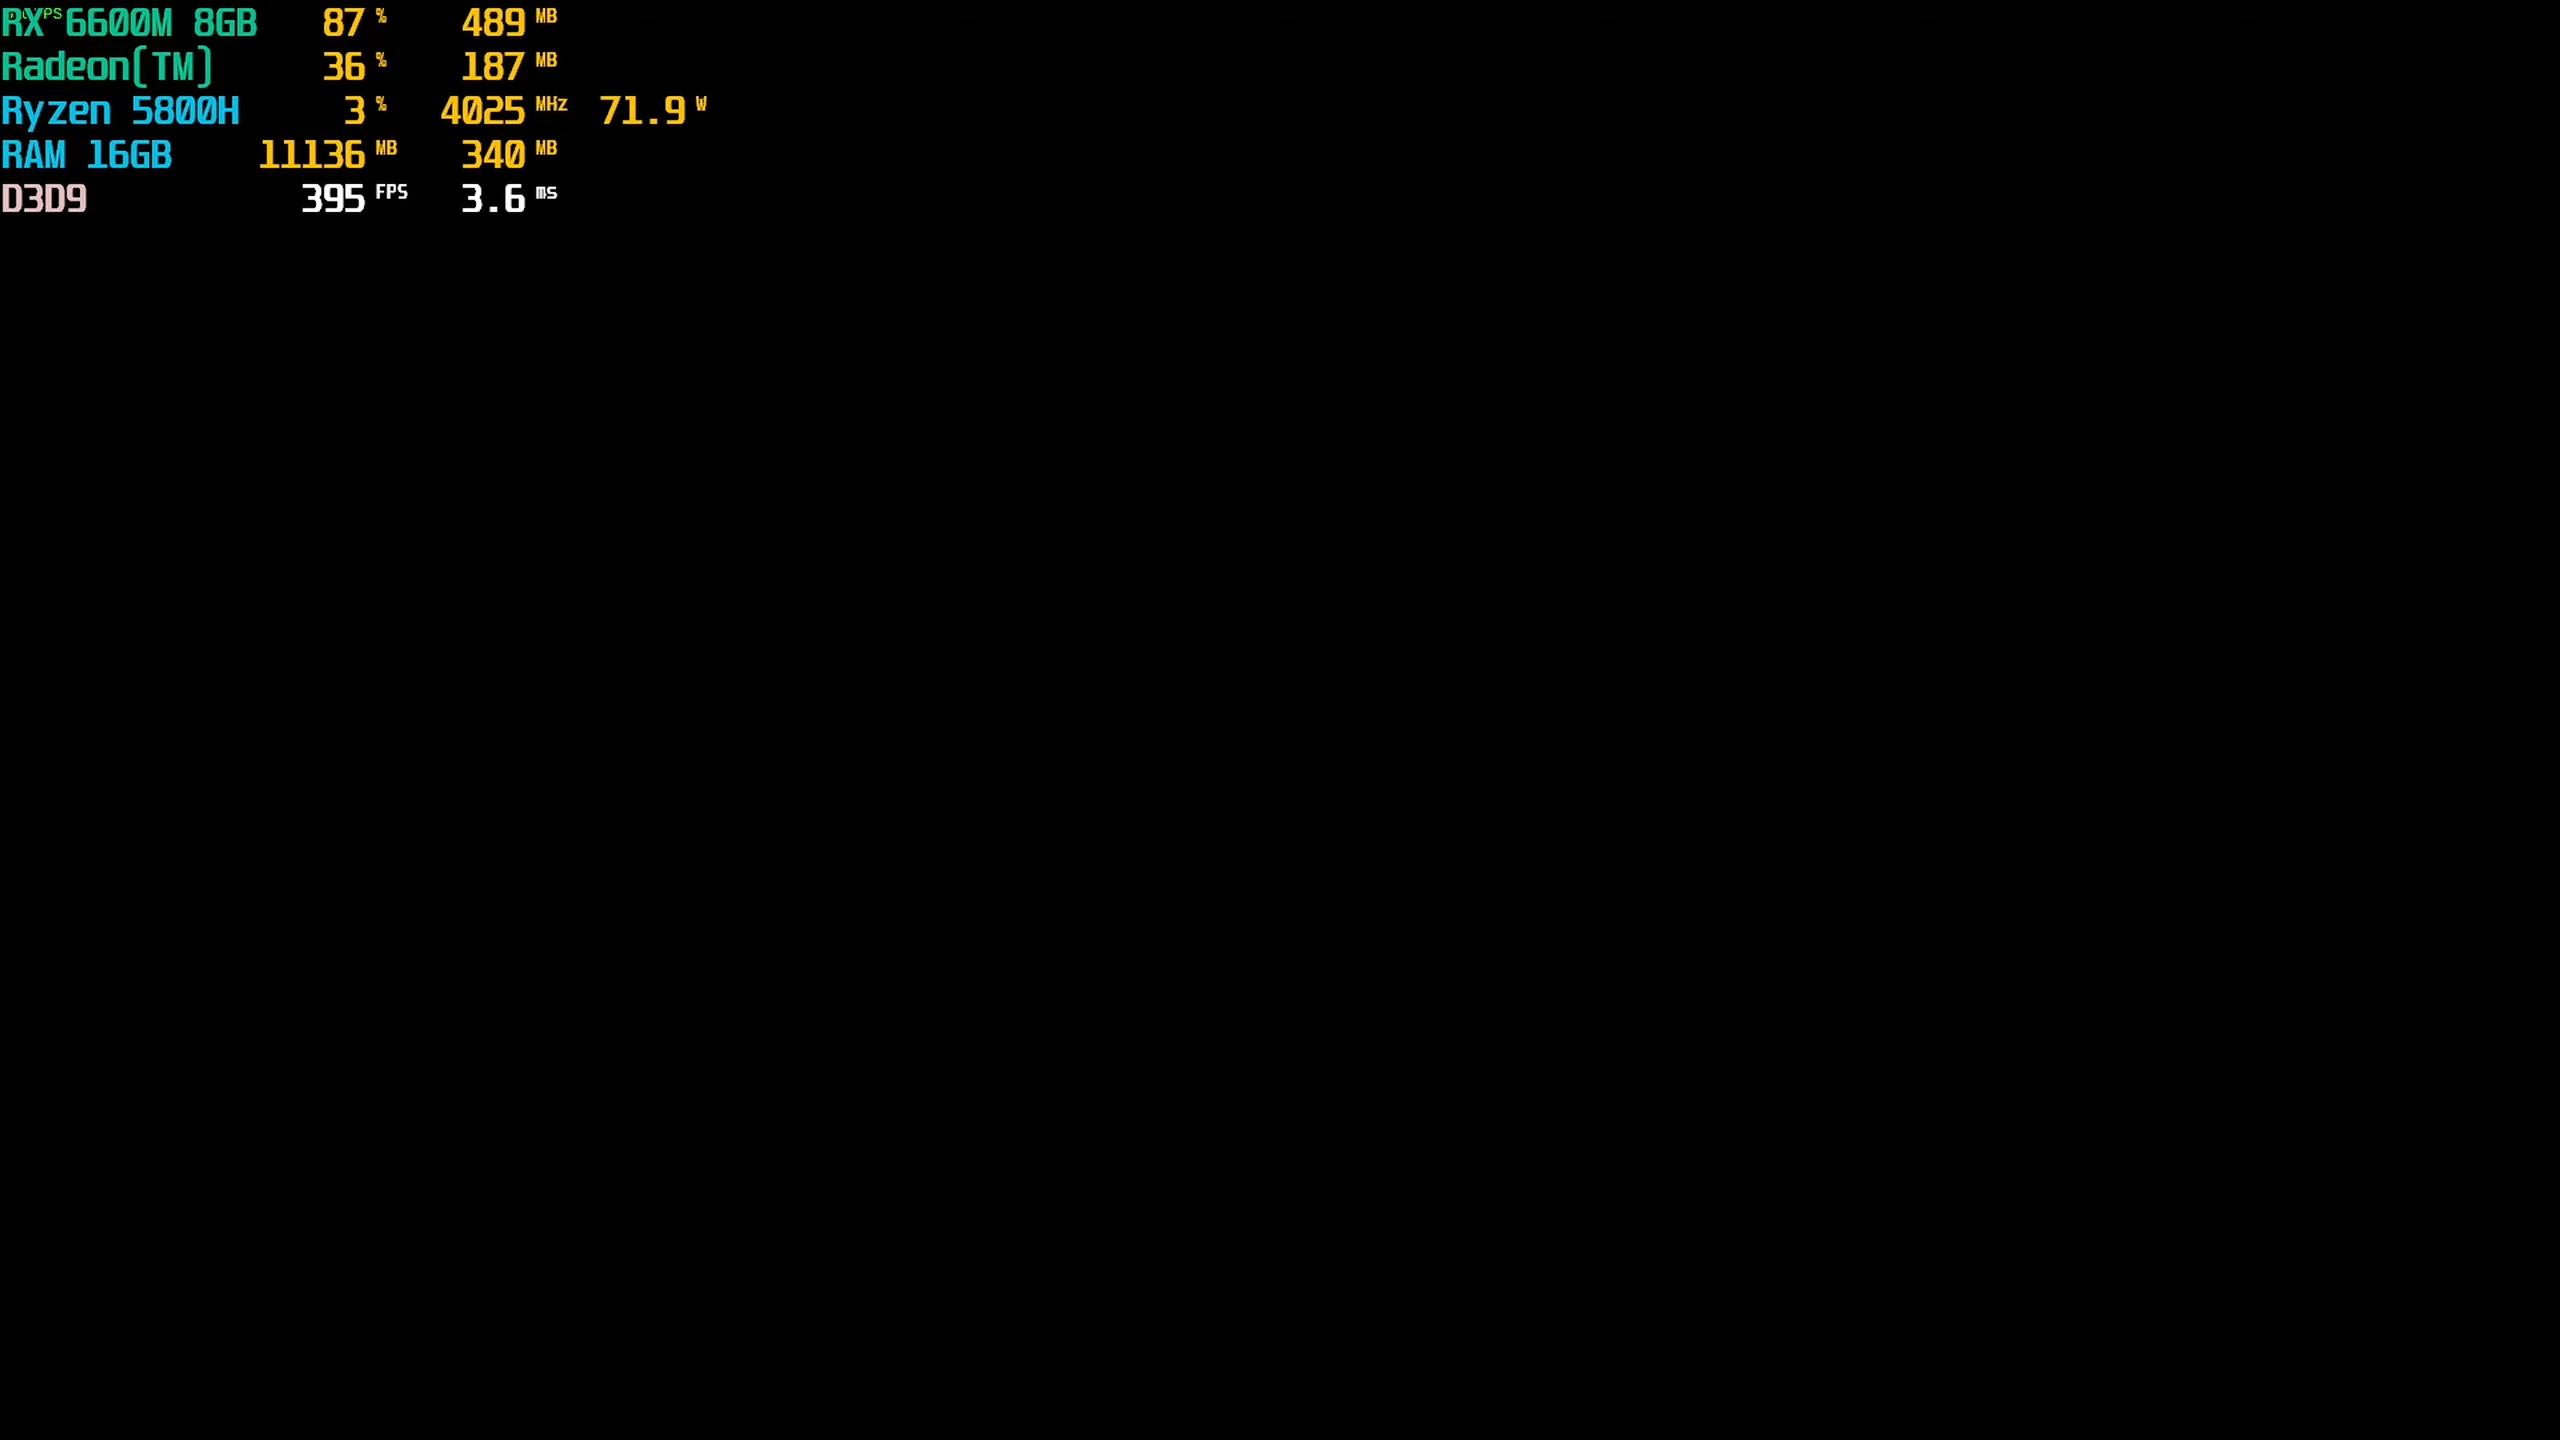 RX 6600M 8GB 87 % 489 MB
Radeon(TM) 36 % 187 MB
Ryzen 5800H 3 % 4025 MHz 71.9 W
RAM 16GB 11136 MB 340 MB
D3D9 395 FPS 3.6 ms